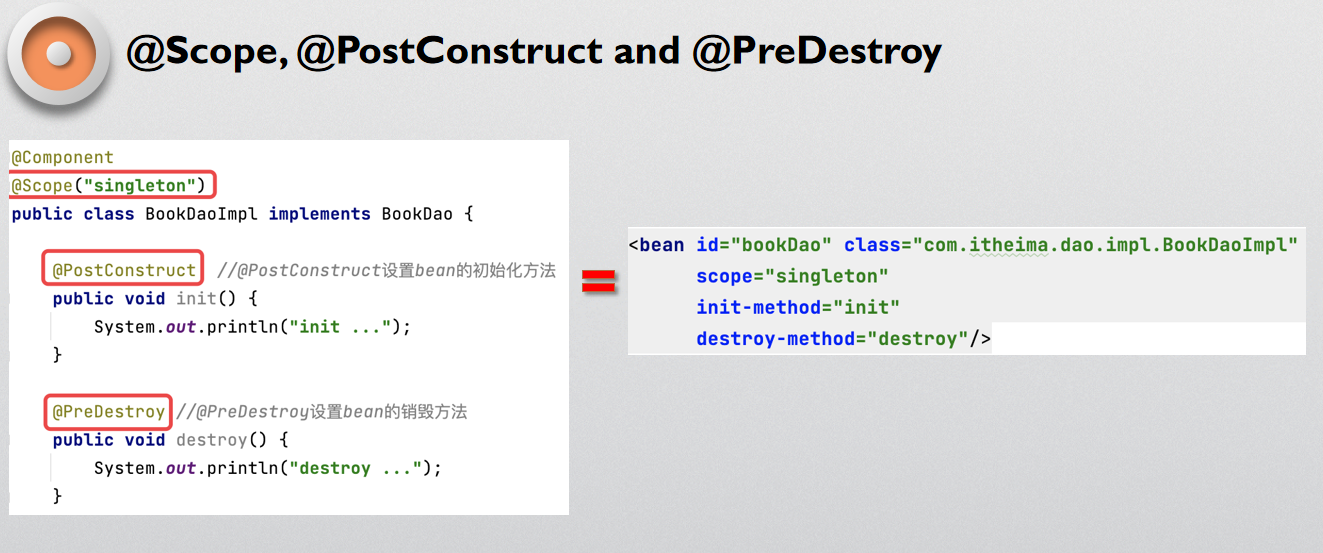 @Scope, @PostConstruct and @PreDestroy
@Component
@Scope("singleton")
public class BookDaoImpl implements BookDao {
@PostConstruct //@PostConstruct设置bean的初始化方法
public void init() {
System.out.println("init ...");
}
@PreDestroy //@PreDestroy设置bean的销毁方法
public void destroy() {
System.out.println("destroy ...");
}
=
<bean id="bookDao" class="com.itheima.dao.impl.BookDaoImpl"
scope="singleton"
init-method="init"
destroy-method="destroy"/>